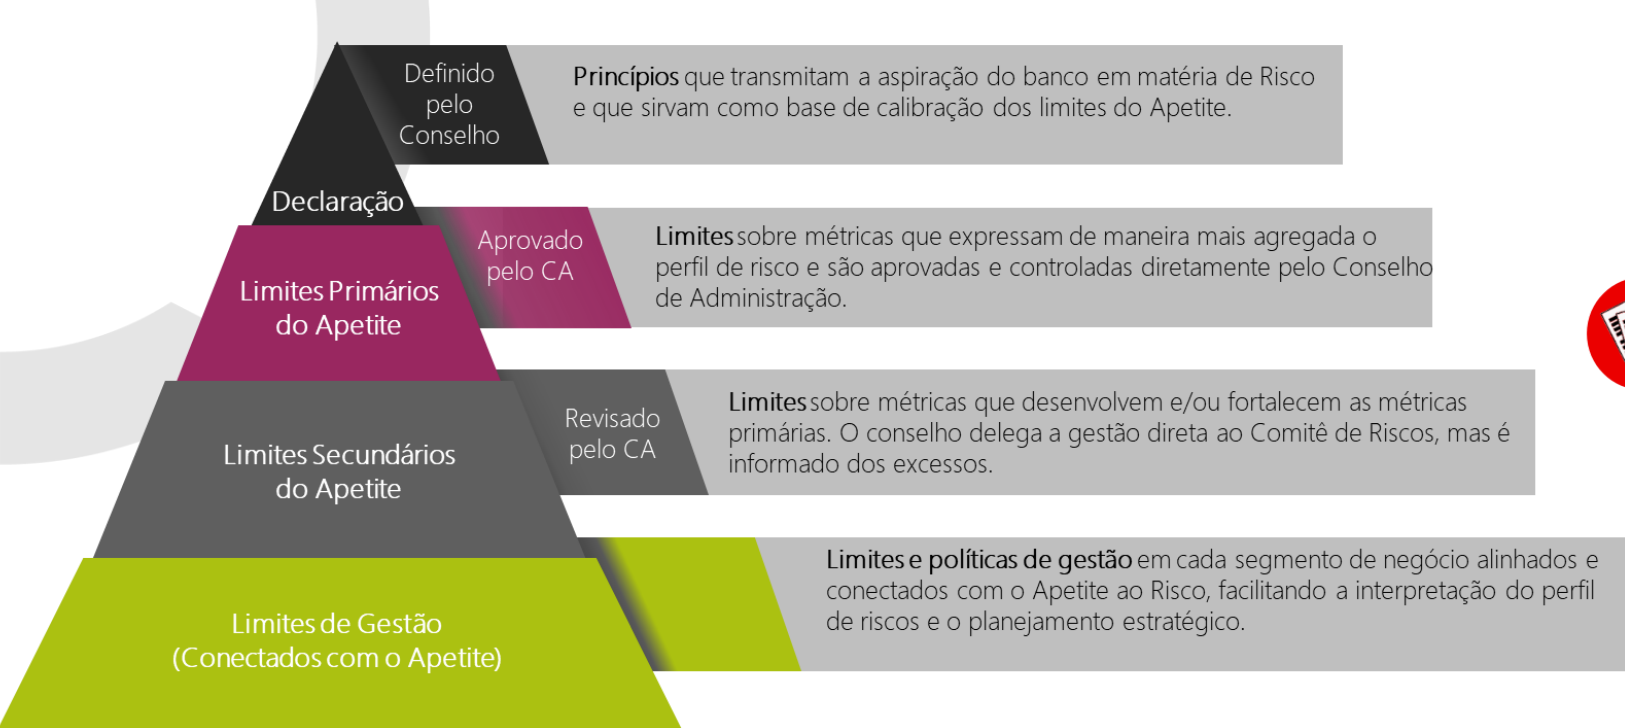 Definido
pelo
Conselho
Princípios que transmitam a aspiração do banco em matéria de Risco
e que sirvam como base de calibração dos limites do Apetite.
Declaração
Aprovado
pelo CA
Limites sobre métricas que expressam de maneira mais agregada o
perfil de risco e são aprovadas e controladas diretamente pelo Conselho
de Administração.
Limites Primários
do Apetite
Revisado
pelo CA
Limites sobre métricas que desenvolvem e/ou fortalecem as métricas
primárias. O conselho delega a gestão direta ao Comitê de Riscos, mas é
informado dos excessos.
Limites Secundários
do Apetite
Limites e políticas de gestão em cada segmento de negócio alinhados e
conectados com o Apetite ao Risco, facilitando a interpretação do perfil
de riscos e o planejamento estratégico.
Limites de Gestão
(Conectados com o Apetite)